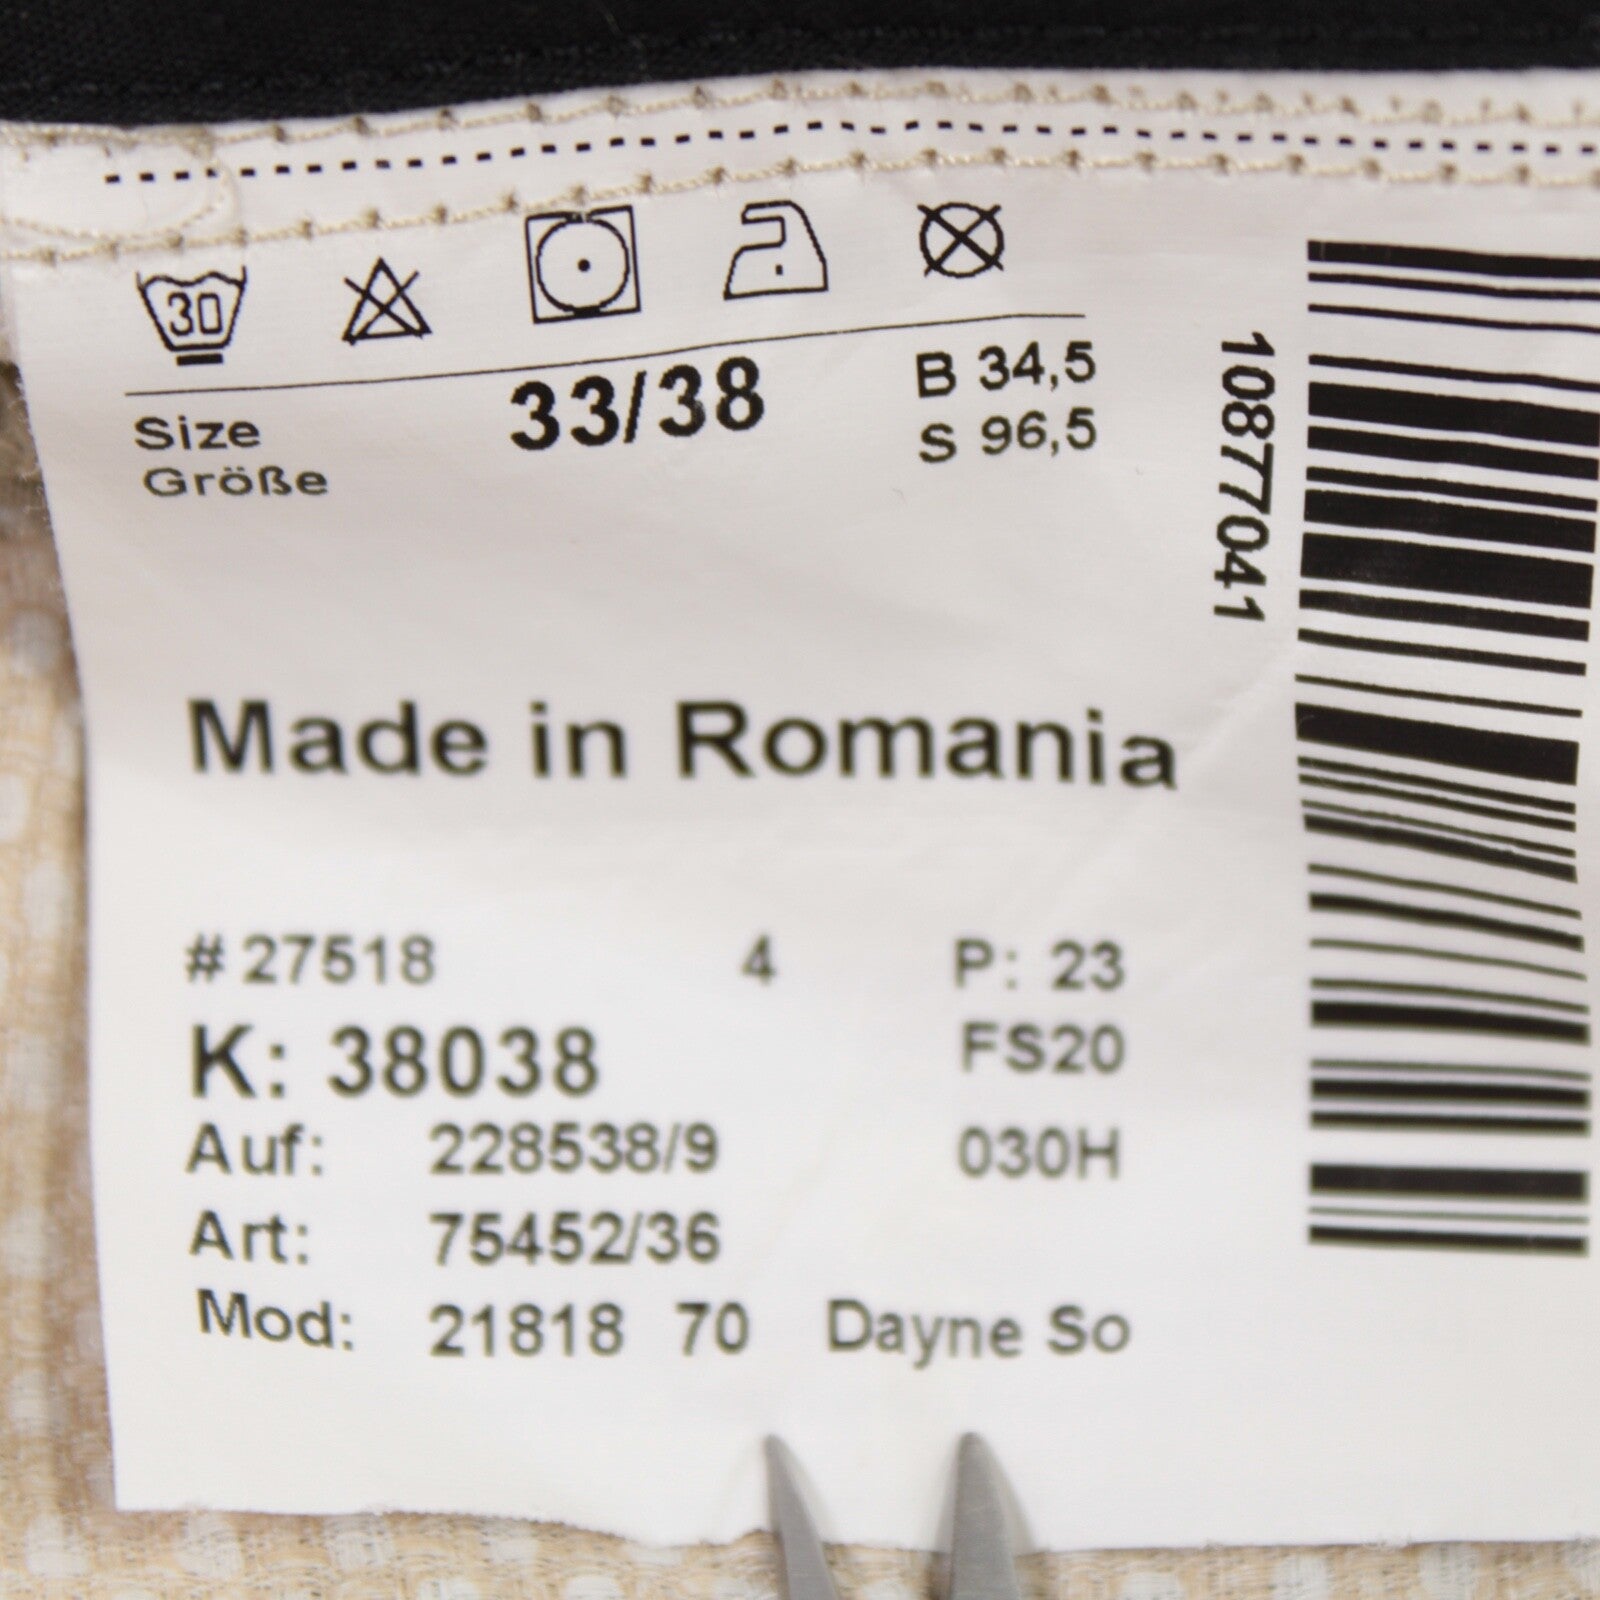 30
Size 33/38 B 34,5
Größe S 96,5
10877041
Made in Romania
# 27518 4 P: 23
K: 38038 FS20
Auf: 228538/9 030H
Art: 75452/36
Mod: 21818 70 Dayne So